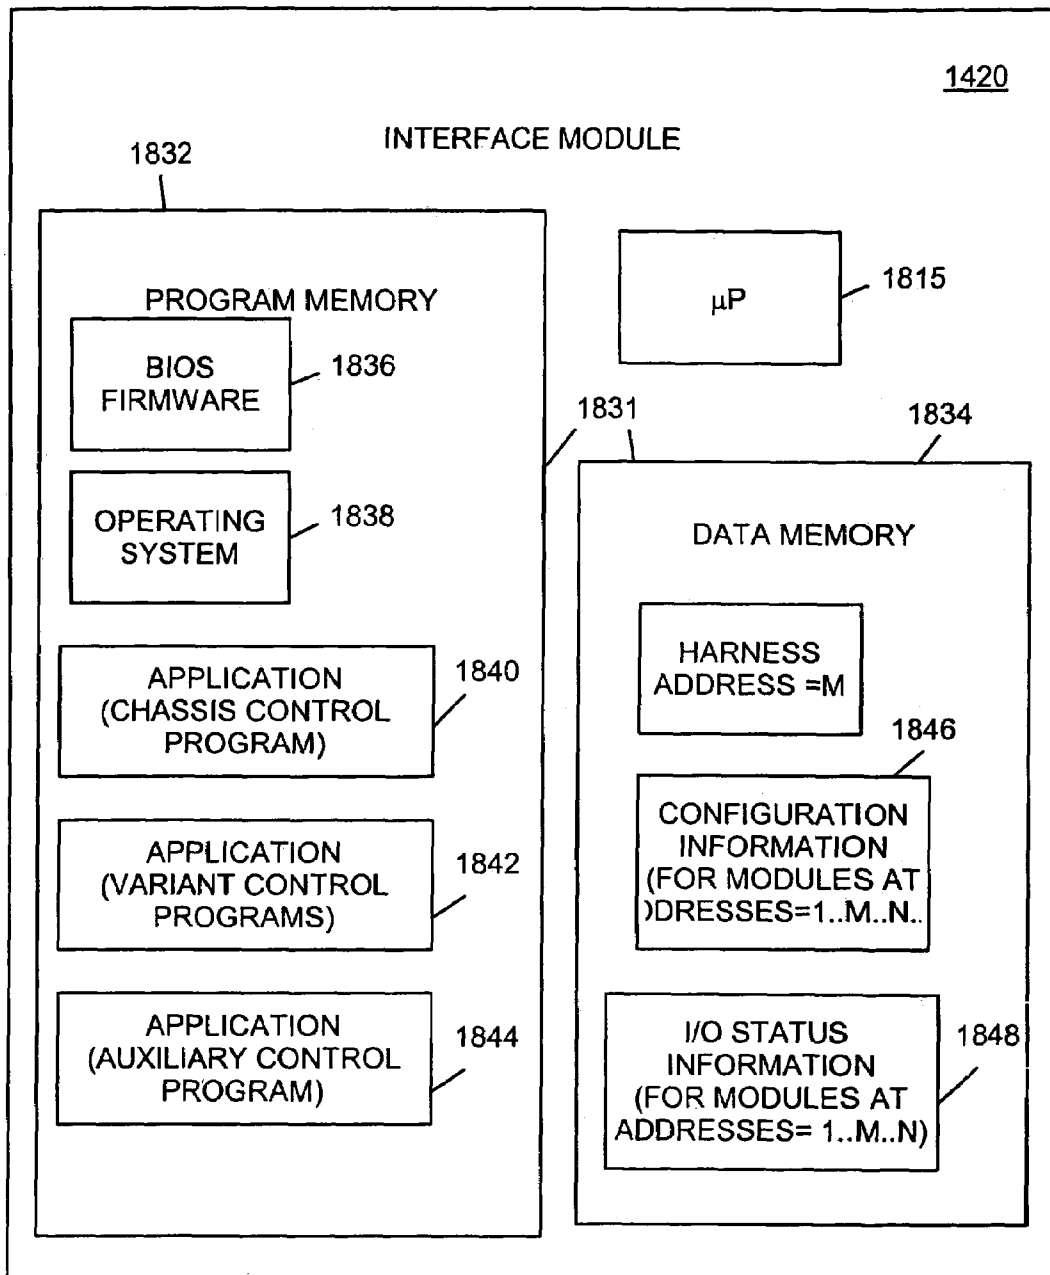 1420
INTERFACE MODULE
1832
PROGRAM MEMORY
BIOS
FIRMWARE
1836
OPERATING
SYSTEM
1838
APPLICATION
(CHASSIS CONTROL
PROGRAM)
1840
APPLICATION
(VARIANT CONTROL
PROGRAMS)
1842
APPLICATION
(AUXILIARY CONTROL
PROGRAM)
1844
µP
1815
1831
1834
DATA MEMORY
HARNESS
ADDRESS =M
1846
CONFIGURATION
INFORMATION
(FOR MODULES AT
DRESSES=1..M..N..
I/O STATUS
INFORMATION
(FOR MODULES AT
ADDRESSES= 1..M..N)
1848